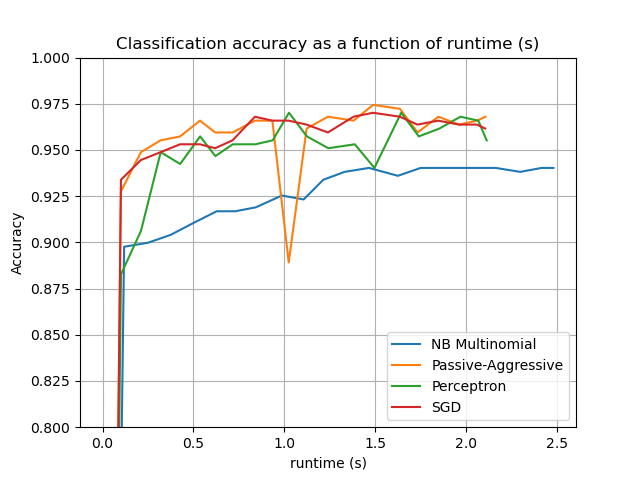 Classification accuracy as a function of runtime (s)
1.000
0.975
0.950
0.925
0.900
0.875
0.850
0.825
0.800
Accuracy
NB Multinomial
Passive-Aggressive
Perceptron
SGD
0.0 0.5 1.0 1.5 2.0 2.5
runtime (s)